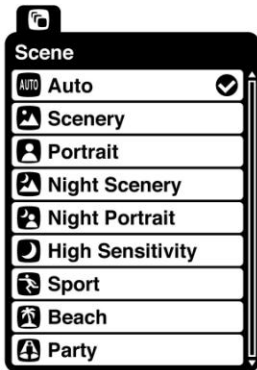 Scene
AUTO Auto
Scenery
Portrait
Night Scenery
Night Portrait
High Sensitivity
Sport
Beach
Party